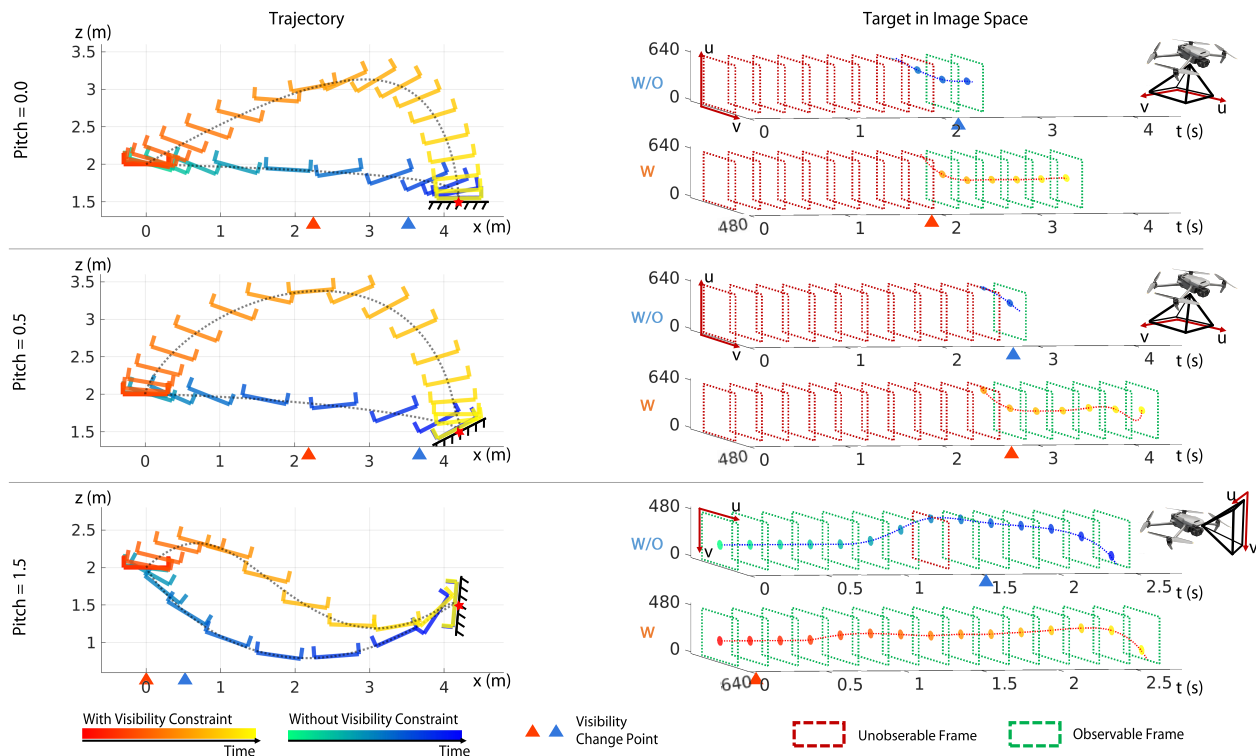 Trajectory
Target in Image Space
Pitch = 0.0
z (m)
3.5
3
2.5
2
1.5
0 1 2 3 4 x (m)
W/O
640
0
u
v
0 1 2 3 4 t (s)
v u
W
640
0
480
0 1 2 3 4 t (s)
Pitch = 0.5
z (m)
3.5
3
2.5
2
1.5
0 1 2 3 4 x (m)
W/O
640
0
u
v
0 1 2 3 4 t (s)
v u
W
640
0
480
0 1 2 3 4 t (s)
Pitch = 1.5
z (m)
2.5
2
1.5
1
0 1 2 3 4 x (m)
W/O
480
0
u
v
0 0.5 1 1.5 2 2.5 t (s)
u
v
W
480
0
640
0 0.5 1 1.5 2 2.5 t (s)
With Visibility Constraint
Time
Without Visibility Constraint
Time
Visibility
Change Point
Unobserable Frame
Observable Frame